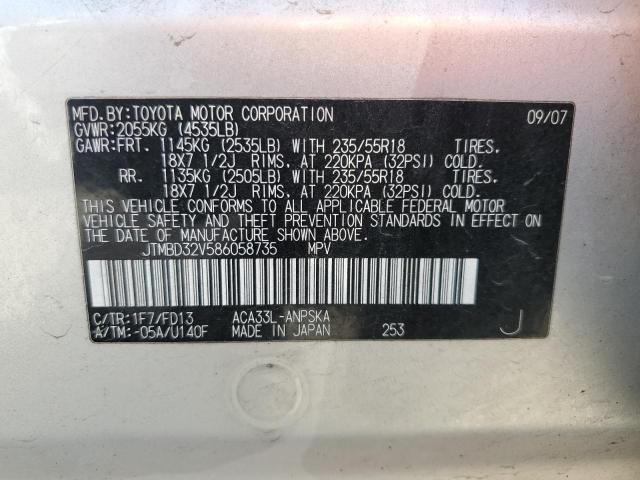 MFD.BY:TOYOTA MOTOR CORPORATION 09/07
GVWR:2055KG (4535LB)
GAWR:FRT. 1145KG (2535LB) WITH 235/55R18 TIRES.
18X7 1/2J RIMS. AT 220KPA (32PSI) COLD.
RR. 1135KG (2505LB) WITH 235/55R18 TIRES.
18X7 1/2J RIMS. AT 220KPA (32PSI) COLD.
THIS VEHICLE CONFORMS TO ALL APPLICABLE FEDERAL MOTOR
VEHICLE SAFETY AND THEFT PREVENTION STANDARDS IN EFFECT ON
THE DATE OF MANUFACTURE SHOWN ABOVE.
JTMBD32V586058735 MPV
C/TR:1F7/FD13 ACA33L-ANPSKA
A/TM:-05A/U140F MADE IN JAPAN 253 J